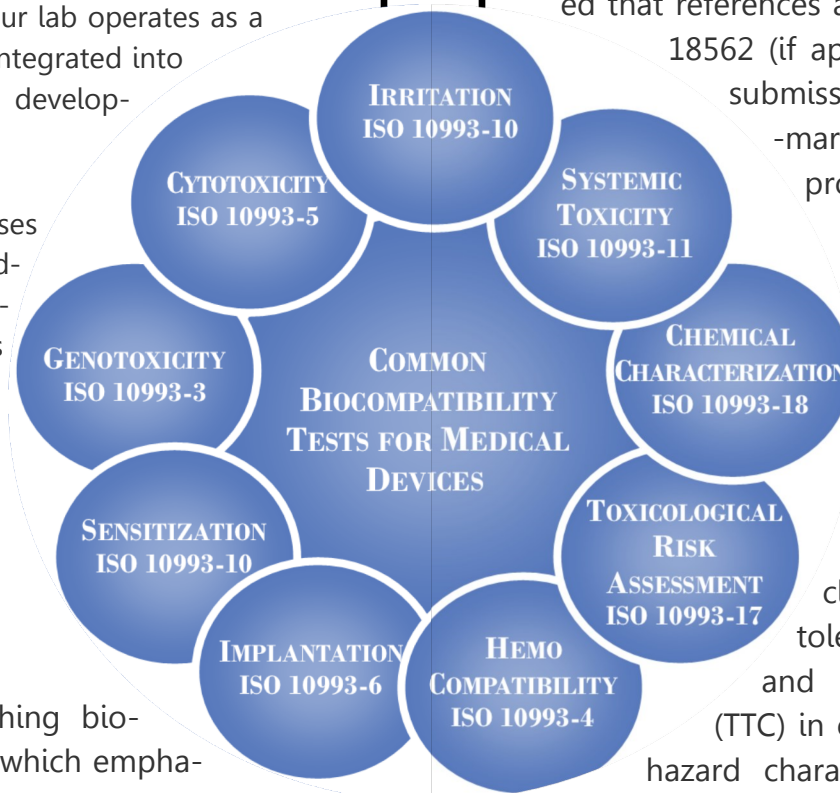 ur lab operates as a
ntegrated into
develop-
ses
d-
-
s
hing bio-
which empha-
IRRITATION
ISO 10993-10
CYTOTOXICITY
ISO 10993-5
SYSTEMIC
TOXICITY
ISO 10993-11
GENOTOXICITY
ISO 10993-3
COMMON
BIOCOMPATIBILITY
TESTS FOR MEDICAL
DEVICES
CHEMICAL
CHARACTERIZATION
ISO 10993-18
SENSITIZATION
ISO 10993-10
TOXICOLOGICAL
RISK
ASSESSMENT
ISO 10993-17
IMPLANTATION
ISO 10993-6
HEMO
COMPATIBILITY
ISO 10993-4
ed that references a
18562 (if ap
submiss
-mar
pro
cl
tole
and
(TTC) in
hazard chara